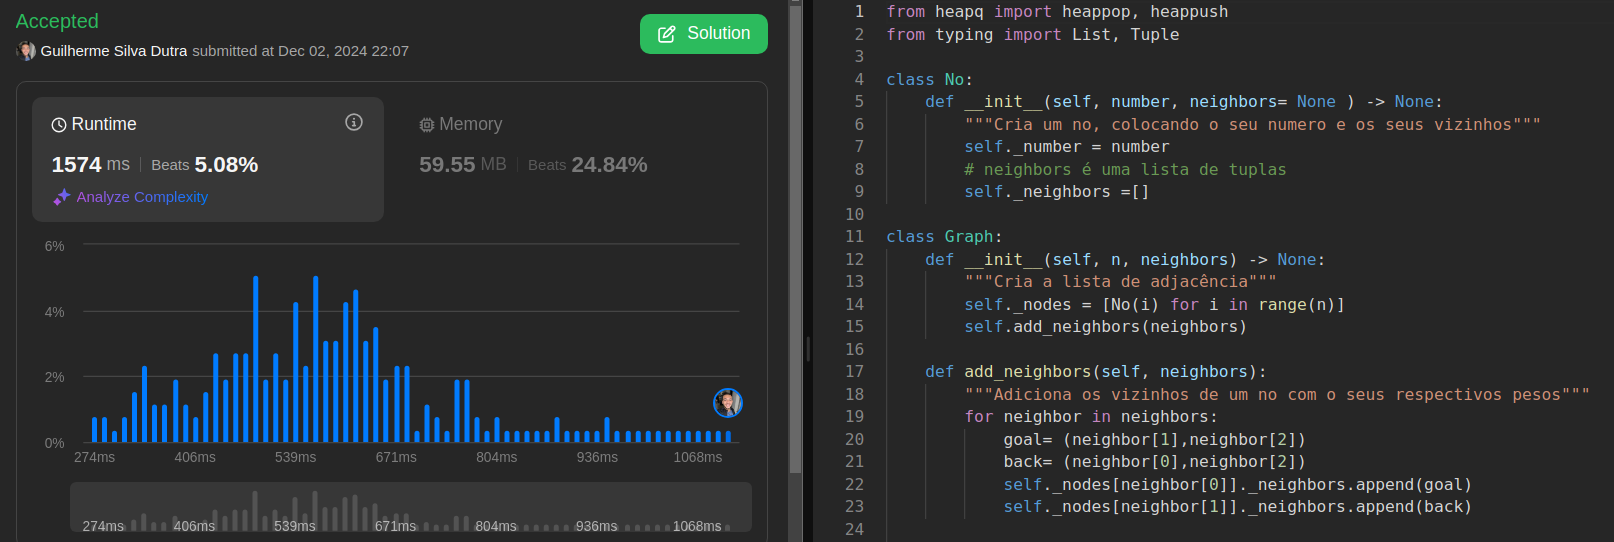 Accepted
Guilherme Silva Dutra submitted at Dec 02, 2024 22:07
Solution
Runtime
1574 ms | Beats 5.08%
Analyze Complexity
Memory
59.55 MB | Beats 24.84%
6%
4%
2%
0%
274ms 406ms 539ms 671ms 804ms 936ms 1068ms
274ms 406ms 539ms 671ms 804ms 936ms 1068ms
1 from heapq import heappop, heappush
2 from typing import List, Tuple
3
4 class No:
5     def __init__(self, number, neighbors= None ) -> None:
6         """Cria um no, colocando o seu numero e os seus vizinhos"""
7         self._number = number
8         # neighbors é uma lista de tuplas
9         self._neighbors =[]
10
11 class Graph:
12     def __init__(self, n, neighbors) -> None:
13         """Cria a lista de adjacência"""
14         self._nodes = [No(i) for i in range(n)]
15         self.add_neighbors(neighbors)
16
17     def add_neighbors(self, neighbors):
18         """Adiciona os vizinhos de um no com o seus respectivos pesos"""
19         for neighbor in neighbors:
20             goal= (neighbor[1],neighbor[2])
21             back= (neighbor[0],neighbor[2])
22             self._nodes[neighbor[0]]._neighbors.append(goal)
23             self._nodes[neighbor[1]]._neighbors.append(back)
24